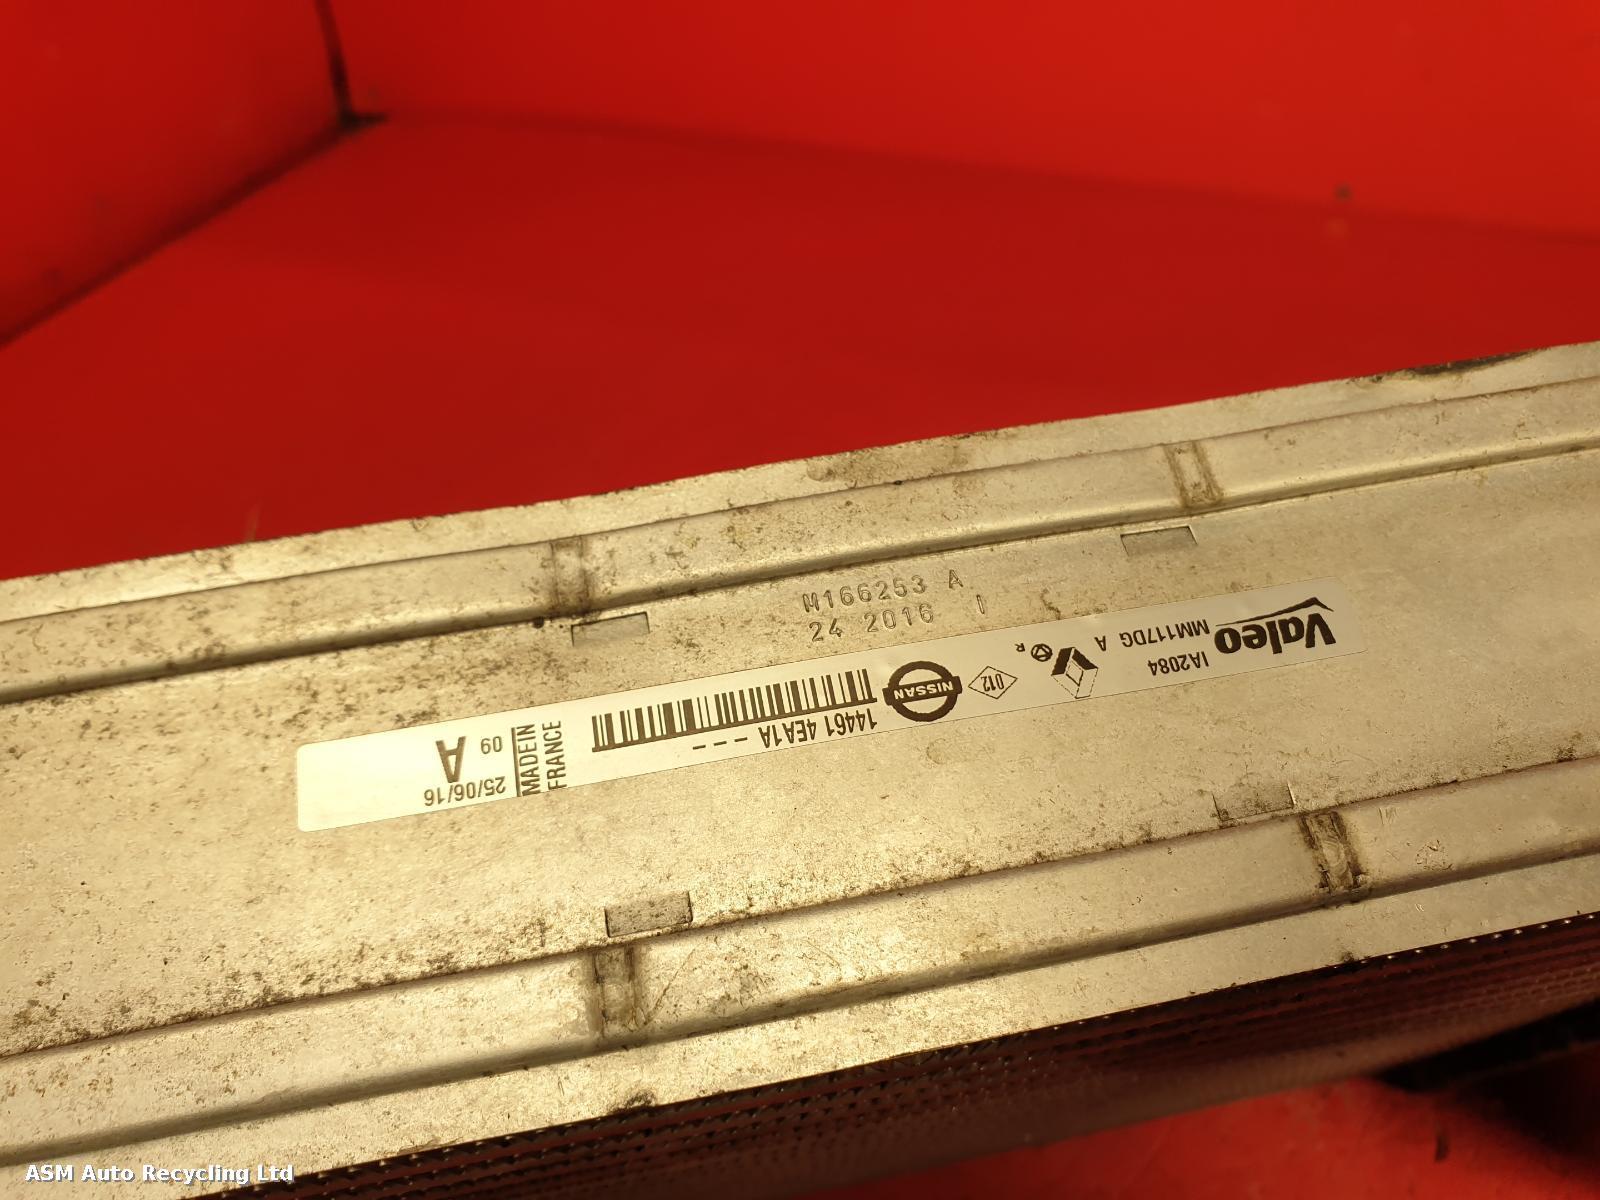 M166253 A
24 2016 I
Valeo
IA2084
MM117DG A
R
012
NISSAN
14461 4EA1A
---
MADE IN
FRANCE
25/06/16
09
A
ASM Auto Recycling Ltd